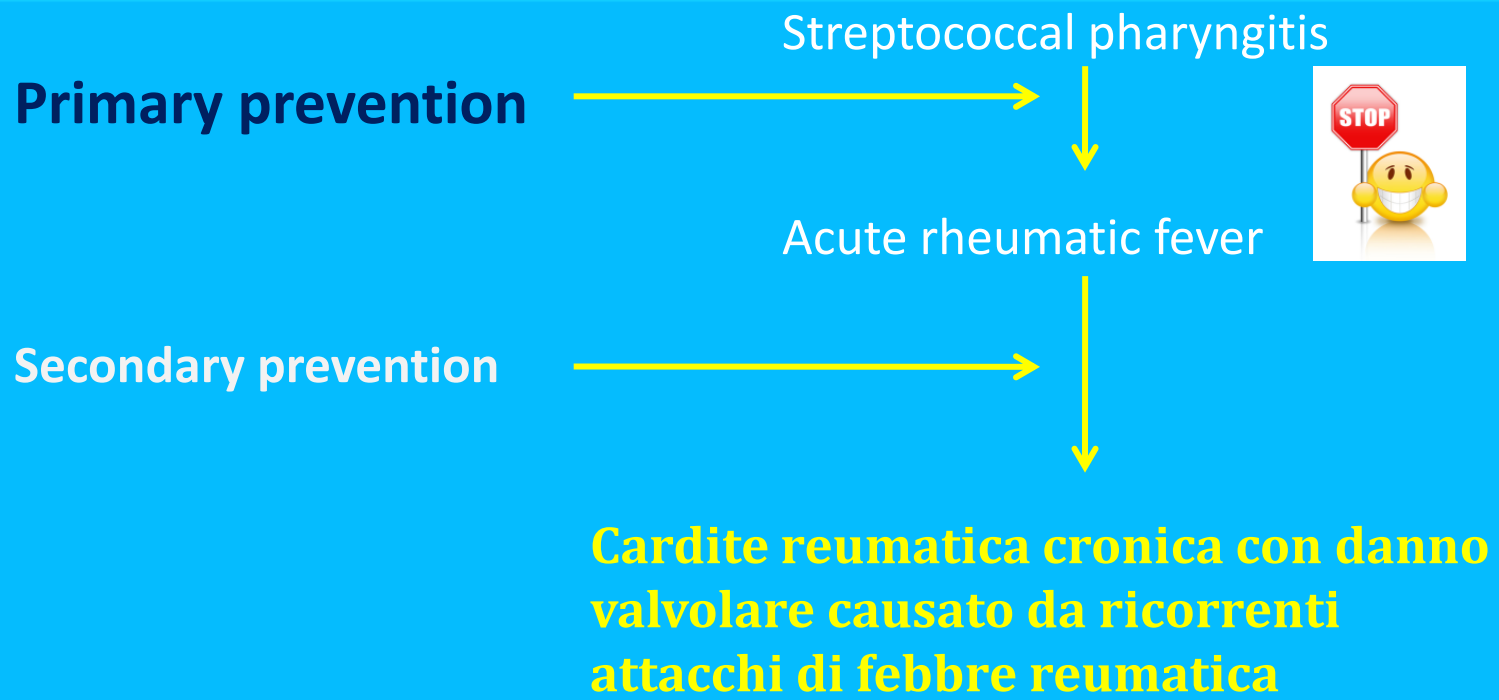 Streptococcal pharyngitis
Primary prevention
STOP
Acute rheumatic fever
Secondary prevention
Cardite reumatica cronica con danno
valvolare causato da ricorrenti
attacchi di febbre reumatica